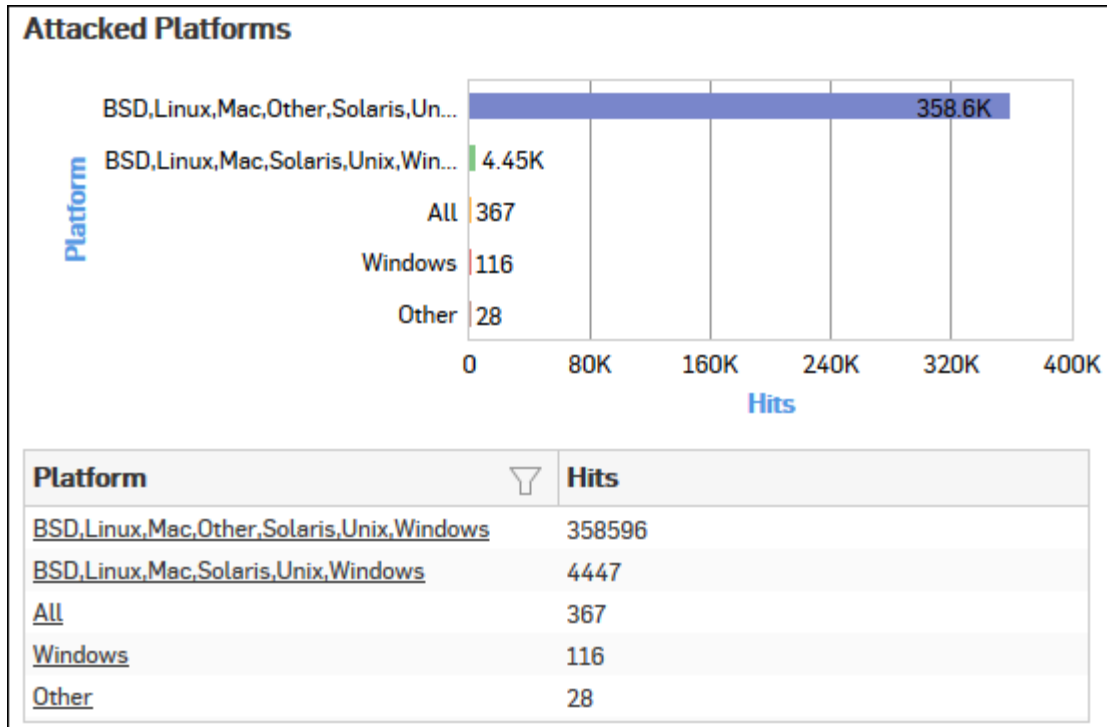 Attacked Platforms
BSD,Linux,Mac,Other,Solaris,Un... 358.6K
BSD,Linux,Mac,Solaris,Unix,Win... 4.45K
All 367
Windows 116
Other 28
Platform
0 80K 160K 240K 320K 400K
Hits
Platform Hits
BSD,Linux,Mac,Other,Solaris,Unix,Windows 358596
BSD,Linux,Mac,Solaris,Unix,Windows 4447
All 367
Windows 116
Other 28